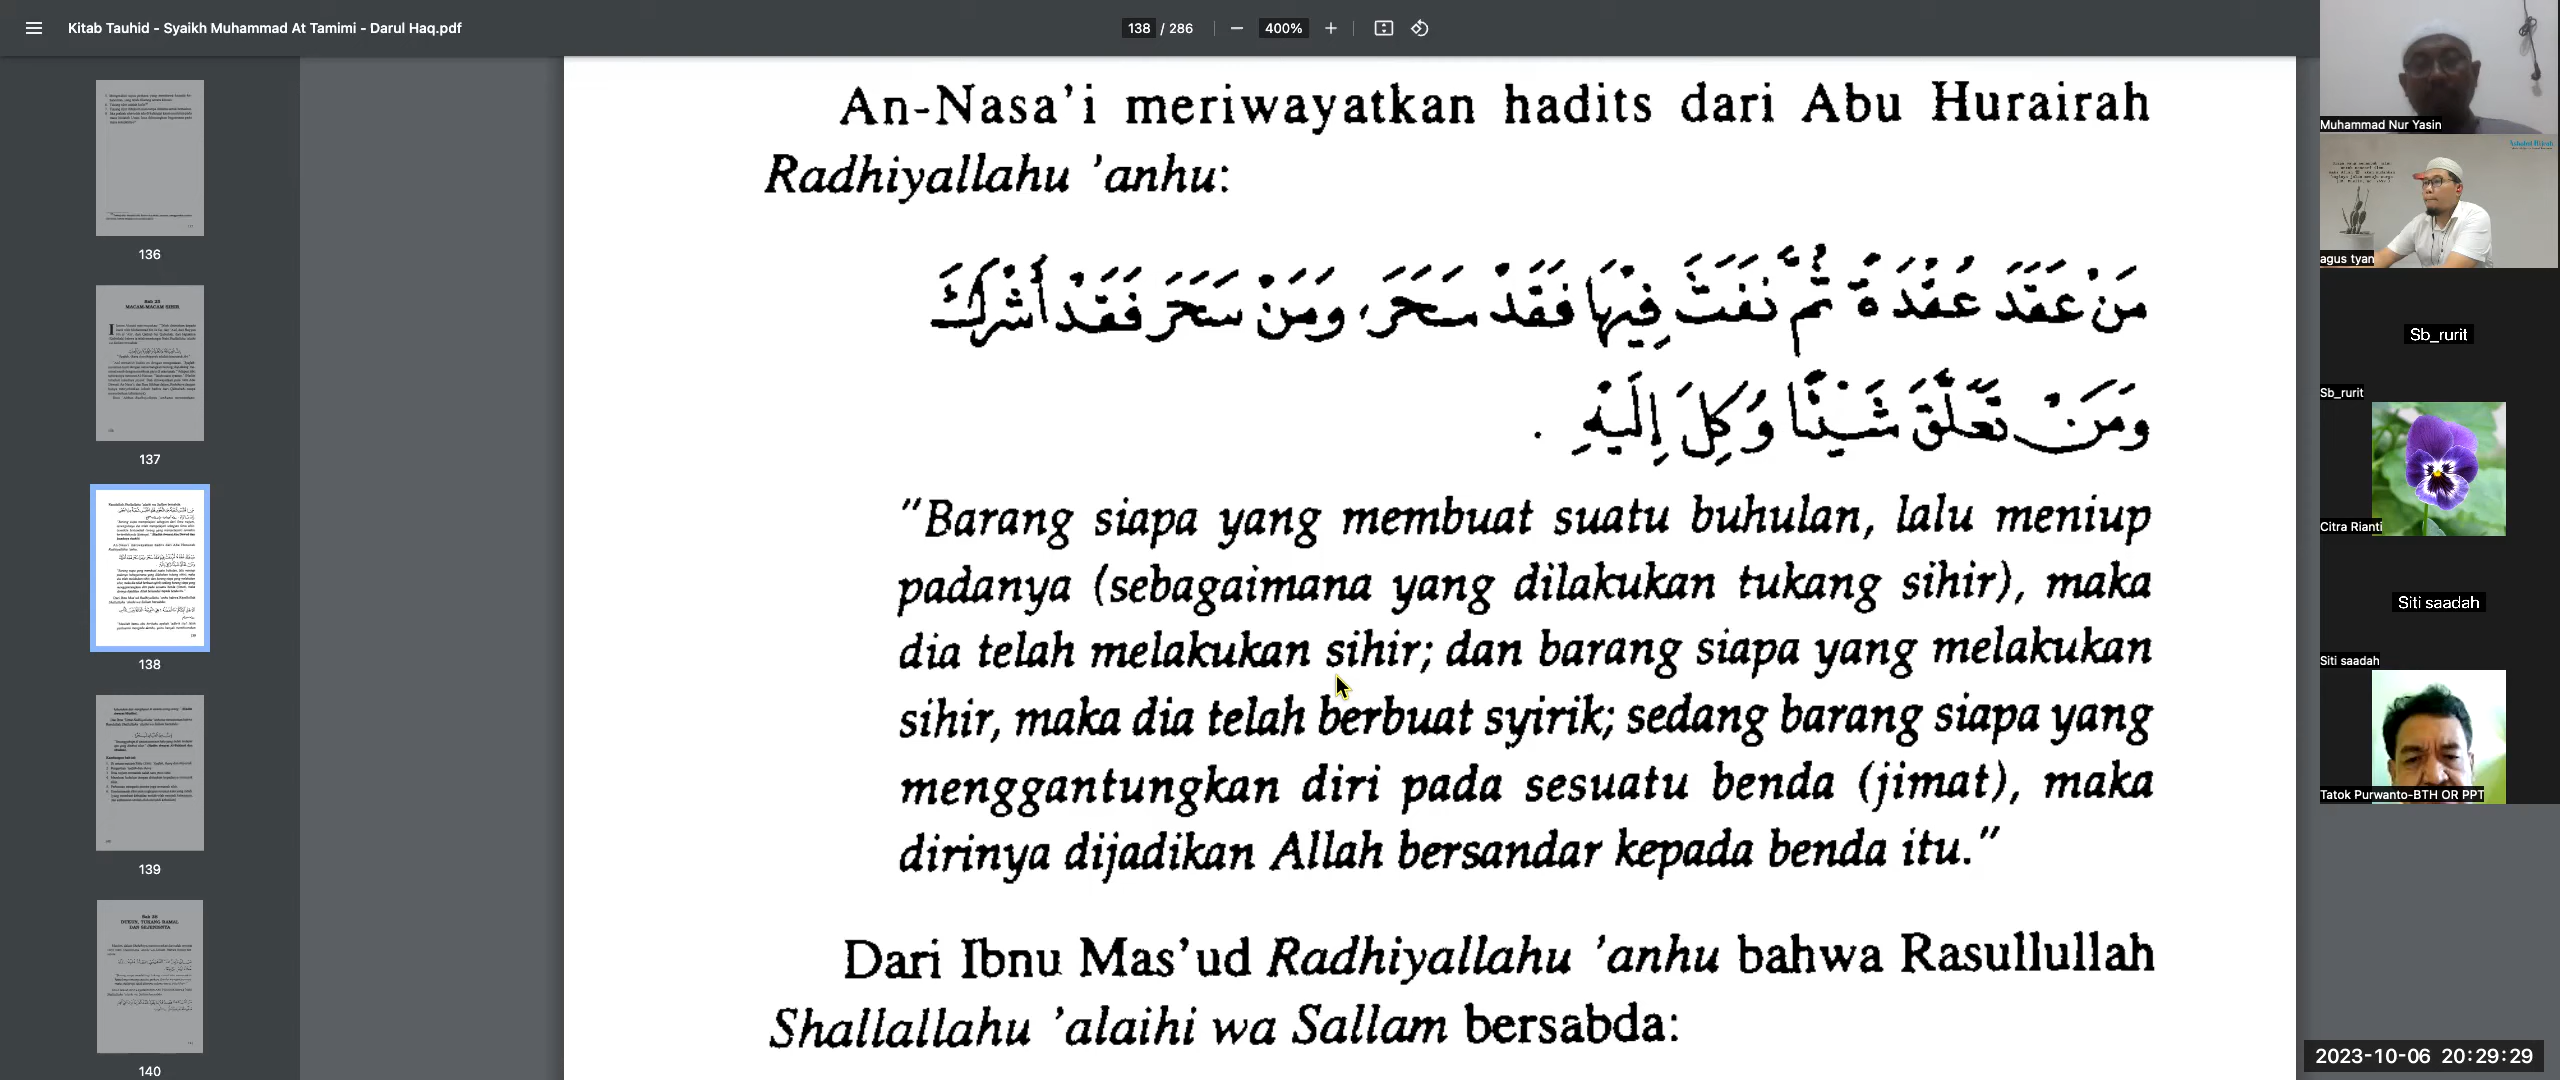 Kitab Tauhid - Syaikh Muhammad At Tamimi - Darul Haq.pdf
138 / 286
400%
136
Bab 25
MACAM-MACAM SIHIR
137
138
139
140
An-Nasa'i meriwayatkan hadits dari Abu Hurairah
Radhiyallahu 'anhu:
مَنْ عَقَدَ عُقْدَةً ثُمَّ نَفَثَ فِيْهَا فَقَدْ سَحَرَ، وَمَنْ سَحَرَ فَقَدْ أَشْرَكَ
وَمَنْ تَعَلَّقَ شَيْئًا وُكِلَ إِلَيْهِ .
"Barang siapa yang membuat suatu buhulan, lalu meniup
padanya (sebagaimana yang dilakukan tukang sihir), maka
dia telah melakukan sihir; dan barang siapa yang melakukan
sihir, maka dia telah berbuat syirik; sedang barang siapa yang
menggantungkan diri pada sesuatu benda (jimat), maka
dirinya dijadikan Allah bersandar kepada benda itu."
Dari Ibnu Mas'ud Radhiyallahu 'anhu bahwa Rasullullah
Shallallahu 'alaihi wa Sallam bersabda:
Muhammad Nur Yasin
agus tyan
Sb_rurit
Sb_rurit
Citra Rianti
Siti saadah
Siti saadah
Tatok Purwanto-BTH OR PPT
2023-10-06 20:29:29